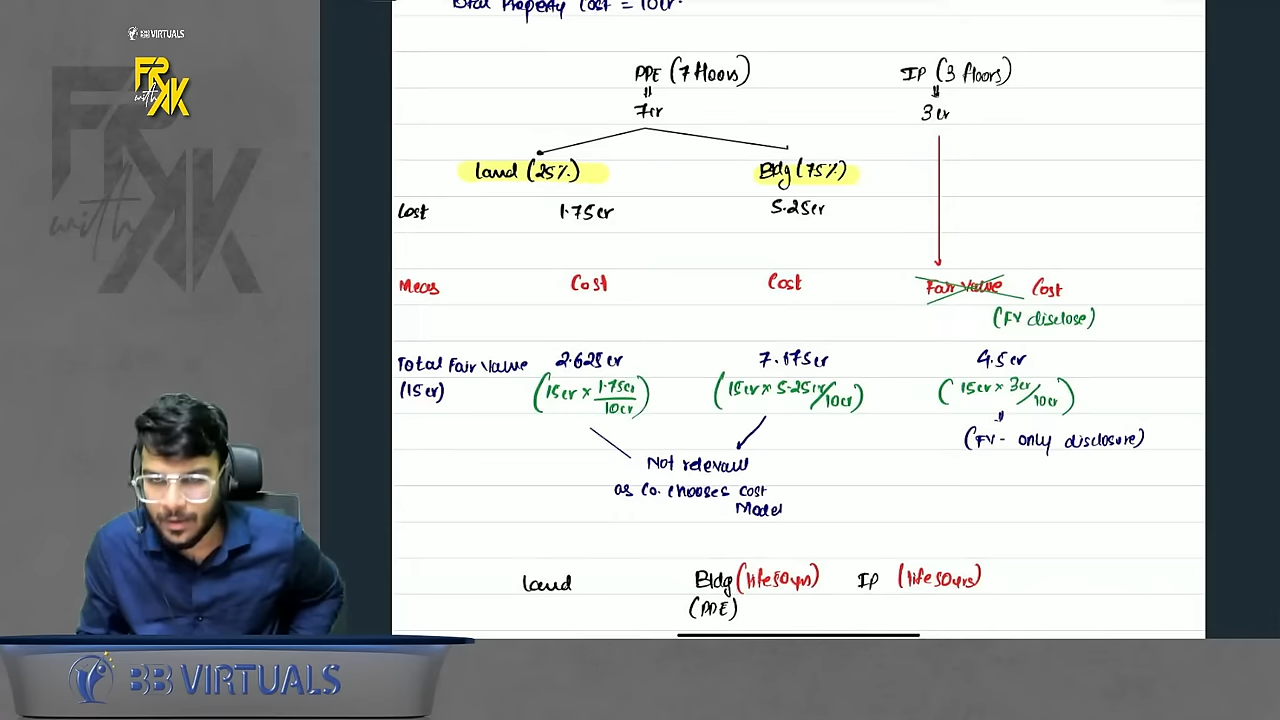 BB VIRTUALS
FR
with
KK
Total Property Cost = 10cr.
PPE (7 floors)
IP (3 floors)
7cr
3cr
Land (25%)
Bldg (75%)
Cost
1.75cr
5.25cr
Meas
Cost
Cost
Fair Value
Cost
(FV disclose)
Total Fair Value
2.625cr
7.875cr
4.5cr
(15cr)
(15cr × 1.75cr/10cr)
(15cr × 5.25cr/10cr)
(15cr × 3cr/10cr)
(FV - only disclosure)
Not relevant
as Co. chooses cost
Model
Land
Bldg (life 50yrs)
IP (life 50yrs)
(PPE)
BB VIRTUALS